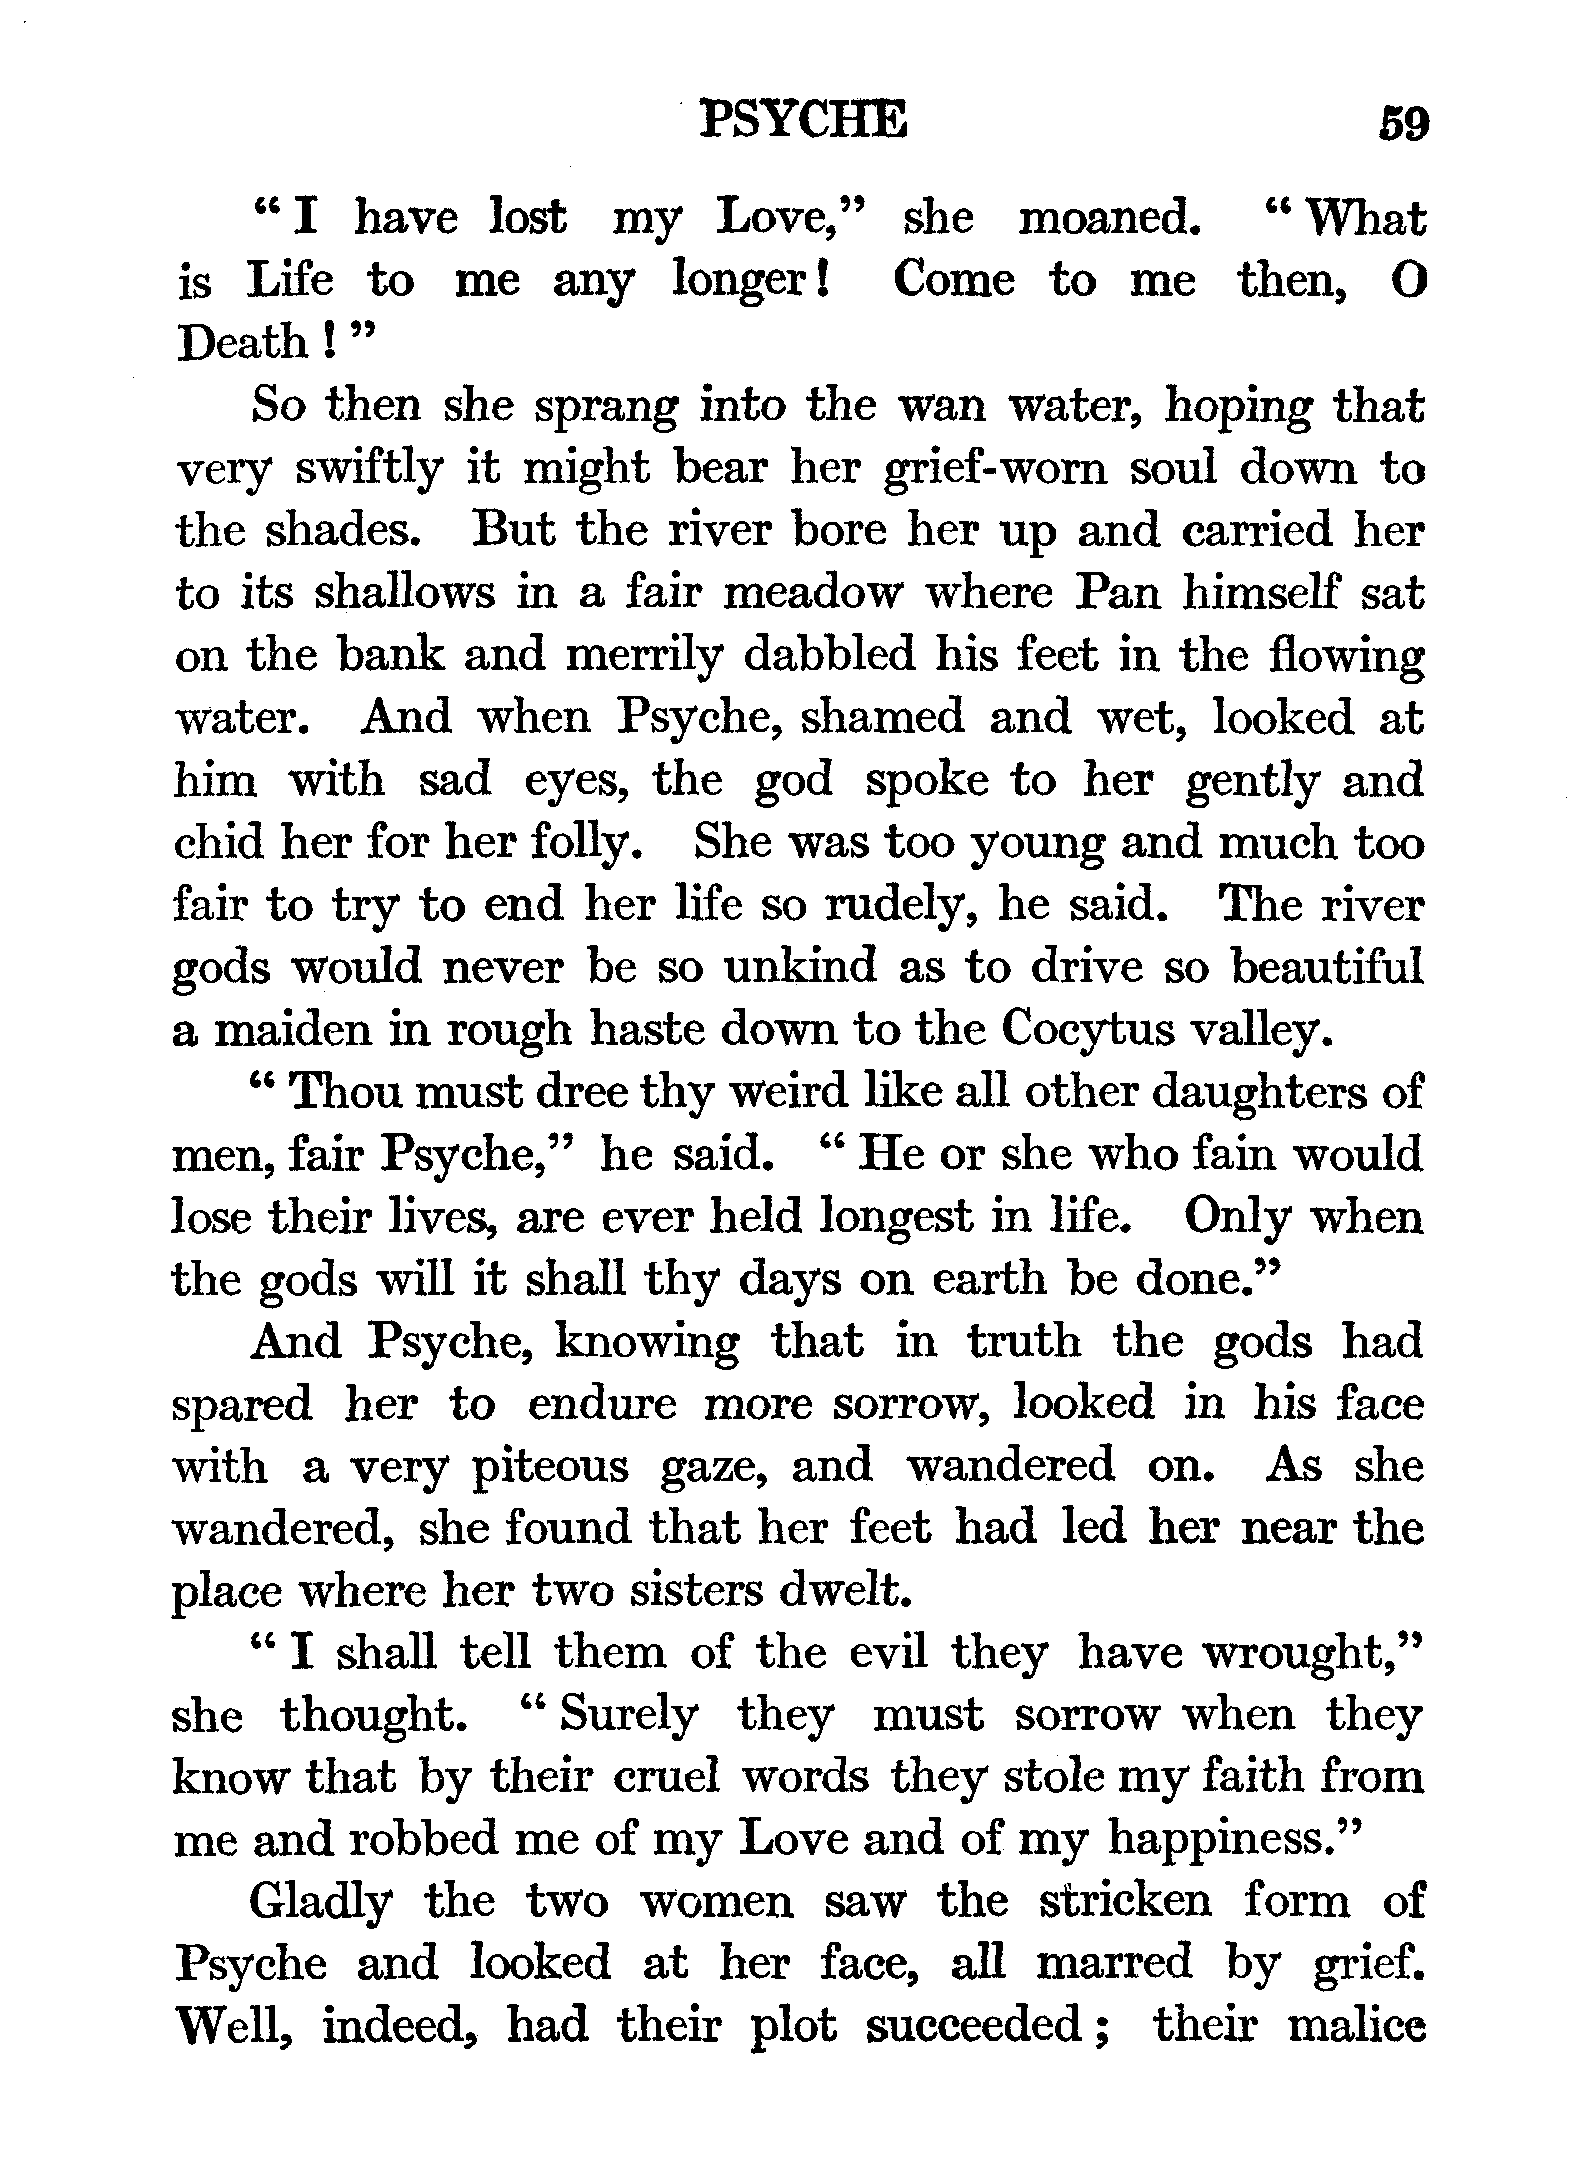 PSYCHE 59
“ I have lost my Love,” she moaned. “ What
is Life to me any longer! Come to me then, O
Death ! ”
So then she sprang into the wan water, hoping that
very swiftly it might bear her grief-worn soul down to
the shades. But the river bore her up and carried her
to its shallows in a fair meadow where Pan himself sat
on the bank and merrily dabbled his feet in the flowing
water. And when Psyche, shamed and wet, looked at
him with sad eyes, the god spoke to her gently and
chid her for her folly. She was too young and much too
fair to try to end her life so rudely, he said. The river
gods would never be so unkind as to drive so beautiful
a maiden in rough haste down to the Cocytus valley.
“ Thou must dree thy weird like all other daughters of
men, fair Psyche,” he said. “ He or she who fain would
lose their lives, are ever held longest in life. Only when
the gods will it shall thy days on earth be done.”
And Psyche, knowing that in truth the gods had
spared her to endure more sorrow, looked in his face
with a very piteous gaze, and wandered on. As she
wandered, she found that her feet had led her near the
place where her two sisters dwelt.
“ I shall tell them of the evil they have wrought,”
she thought. “ Surely they must sorrow when they
know that by their cruel words they stole my faith from
me and robbed me of my Love and of my happiness.”
Gladly the two women saw the stricken form of
Psyche and looked at her face, all marred by grief.
Well, indeed, had their plot succeeded ; their malice